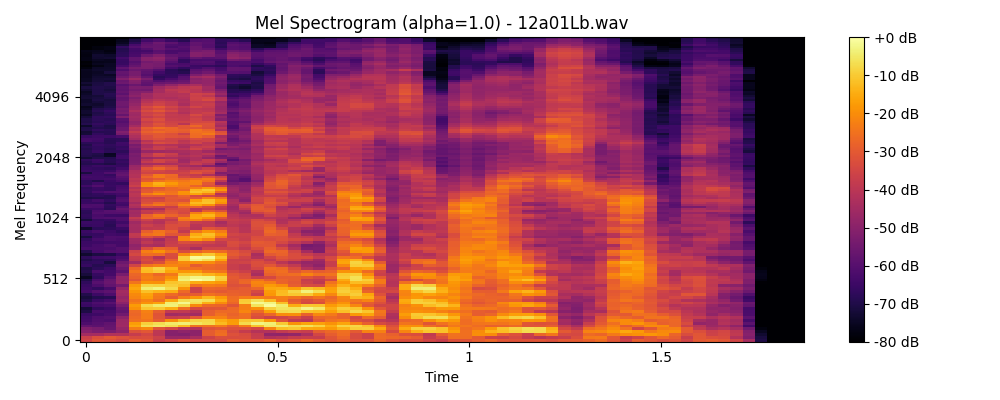 Mel Spectrogram (alpha=1.0) - 12a01Lb.wav
Mel Frequency
4096
2048
1024
512
0
0
0.5
1
1.5
Time
+0 dB
-10 dB
-20 dB
-30 dB
-40 dB
-50 dB
-60 dB
-70 dB
-80 dB